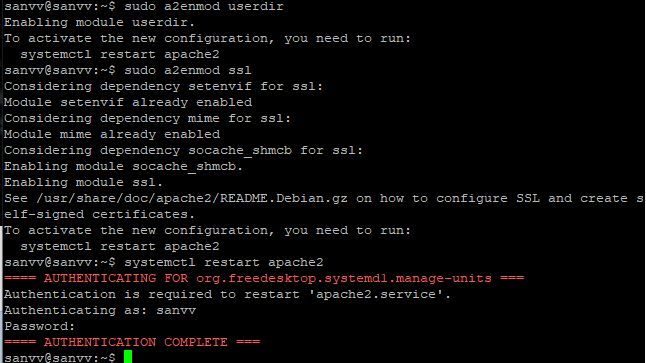 sanvv@sanvv:~$ sudo a2enmod userdir
Enabling module userdir.
To activate the new configuration, you need to run:
  systemctl restart apache2
sanvv@sanvv:~$ sudo a2enmod ssl
Considering dependency setenvif for ssl:
Module setenvif already enabled
Considering dependency mime for ssl:
Module mime already enabled
Considering dependency socache_shmcb for ssl:
Enabling module socache_shmcb.
Enabling module ssl.
See /usr/share/doc/apache2/README.Debian.gz on how to configure SSL and create s
elf-signed certificates.
To activate the new configuration, you need to run:
  systemctl restart apache2
sanvv@sanvv:~$ systemctl restart apache2
==== AUTHENTICATING FOR org.freedesktop.systemd1.manage-units ===
Authentication is required to restart 'apache2.service'.
Authenticating as: sanvv
Password:
==== AUTHENTICATION COMPLETE ===
sanvv@sanvv:~$